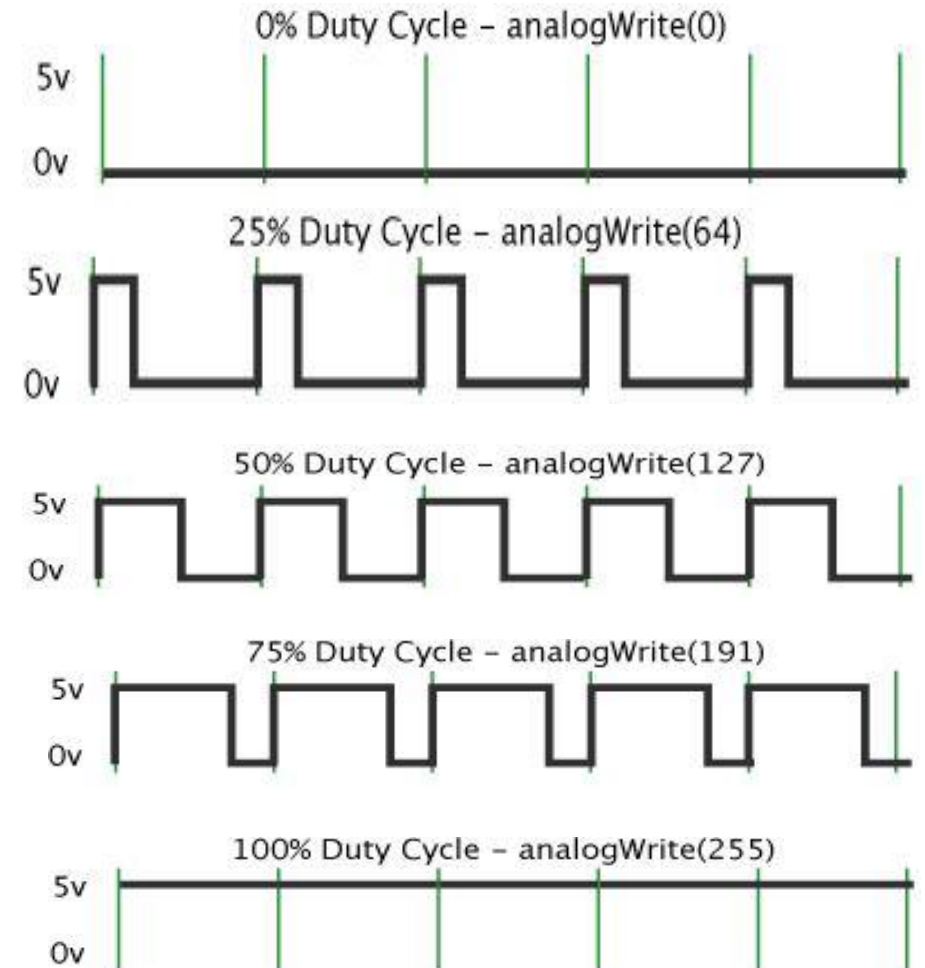 0% Duty Cycle – analogWrite(0)
5v
0v
25% Duty Cycle – analogWrite(64)
5v
0v
50% Duty Cycle – analogWrite(127)
5v
0v
75% Duty Cycle – analogWrite(191)
5v
0v
100% Duty Cycle – analogWrite(255)
5v
0v